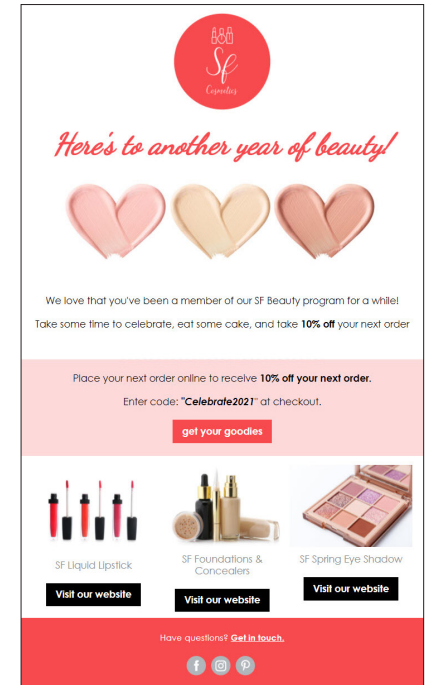 Sf
Cosmetics
Here's to another year of beauty!
We love that you've been a member of our SF Beauty program for a while!
Take some time to celebrate, eat some cake, and take 10% off your next order
Place your next order online to receive 10% off your next order.
Enter code: "Celebrate2021" at checkout.
get your goodies
SF Liquid Lipstick
Visit our website
SF Foundations &
Concealers
Visit our website
SF Spring Eye Shadow
Visit our website
Have questions? Get in touch.